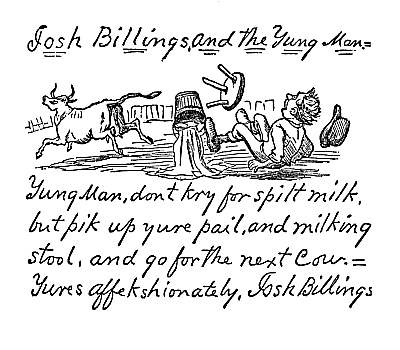 Josh Billings, and the Yung Man.=
Yung Man, dont kry for spilt milk,
but pik up yure pail, and milking
stool, and go for the next Cow.=
Yures affekshionately, Josh Billings